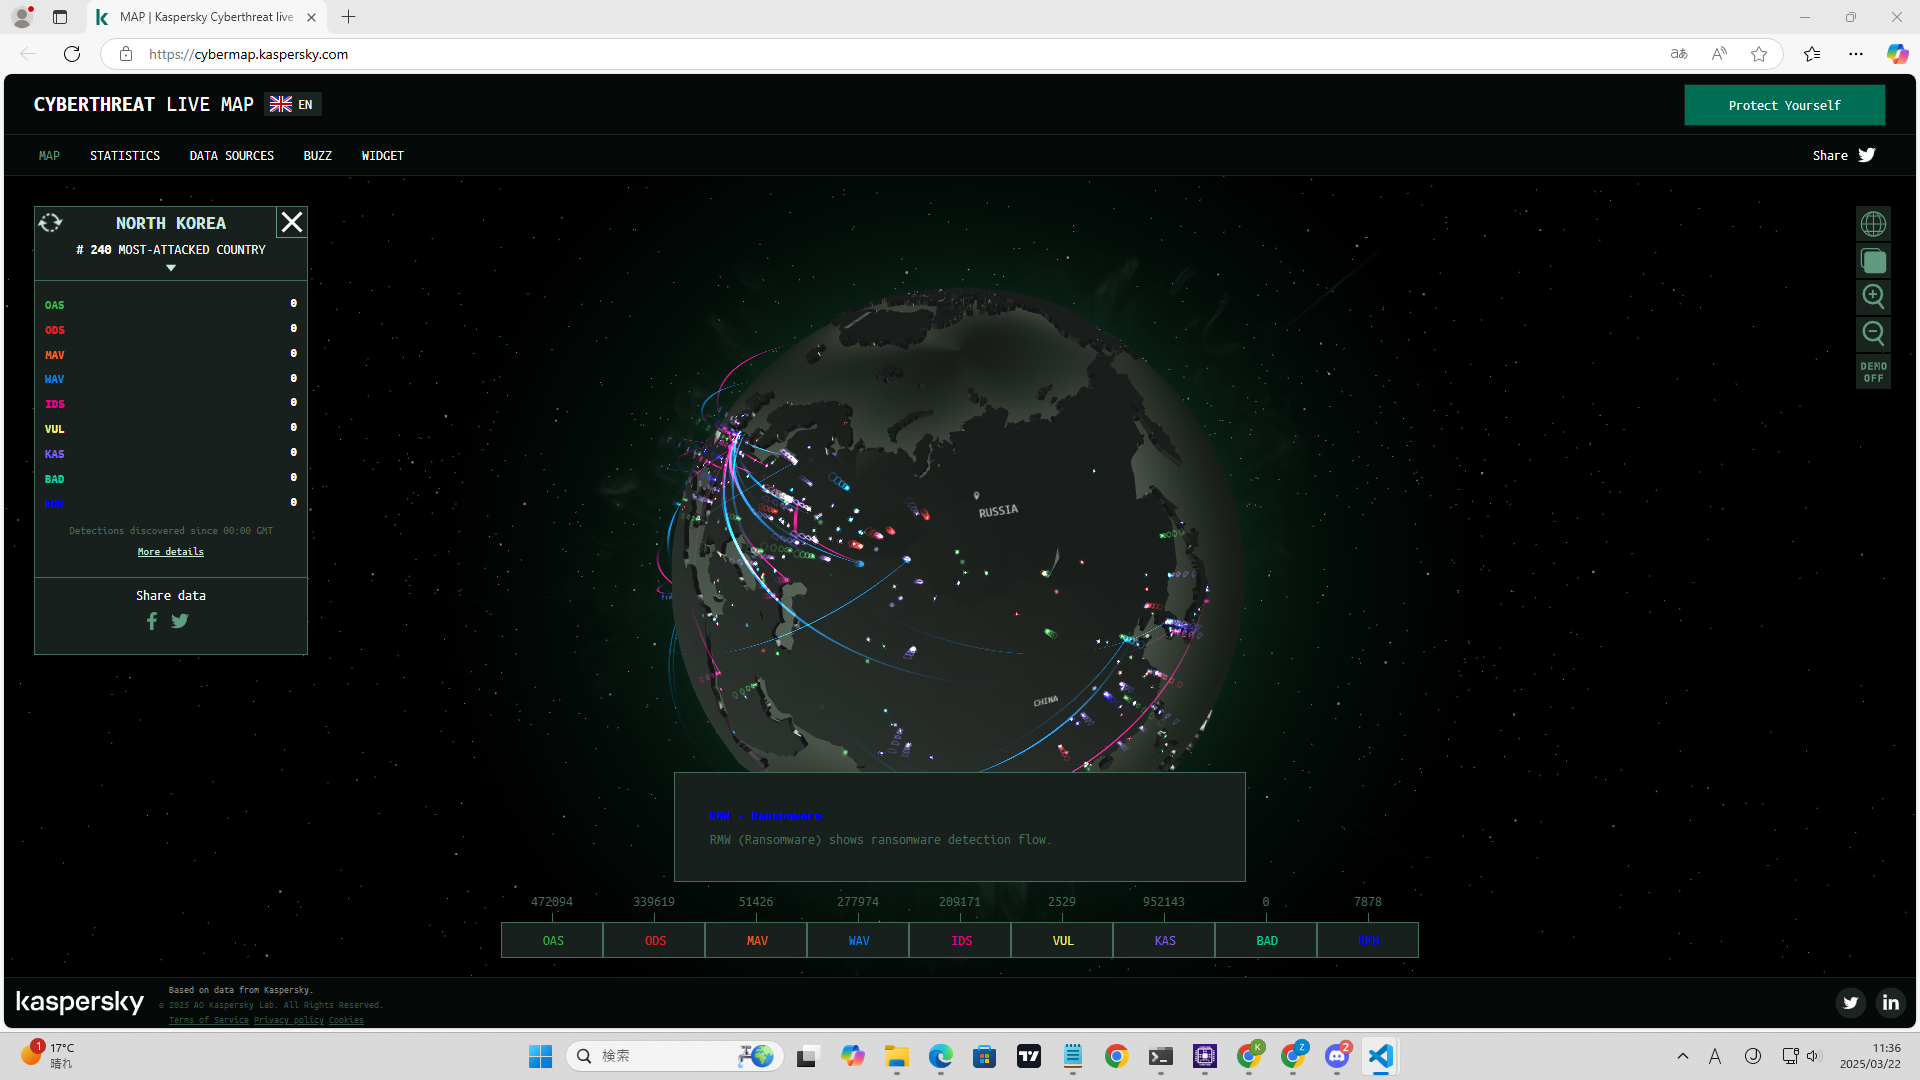 MAP | Kaspersky Cyberthreat live
https://cybermap.kaspersky.com
CYBERTHREAT LIVE MAP EN
Protect Yourself
MAP STATISTICS DATA SOURCES BUZZ WIDGET
Share
NORTH KOREA
# 240 MOST-ATTACKED COUNTRY
OAS 0
ODS 0
MAV 0
WAV 0
IDS 0
VUL 0
KAS 0
BAD 0
RMW 0
Detections discovered since 00:00 GMT
More details
Share data
DEMO
OFF
RUSSIA
CHINA
RMW - Ransomware
RMW (Ransomware) shows ransomware detection flow.
472094 339619 51426 277974 209171 2529 952143 0 7878
OAS ODS MAV WAV IDS VUL KAS BAD RMW
kaspersky
Based on data from Kaspersky.
© 2025 AO Kaspersky Lab. All Rights Reserved.
Terms of Service Privacy policy Cookies
1
17°C
晴れ
検索
K
Z
2
A
11:36
2025/03/22